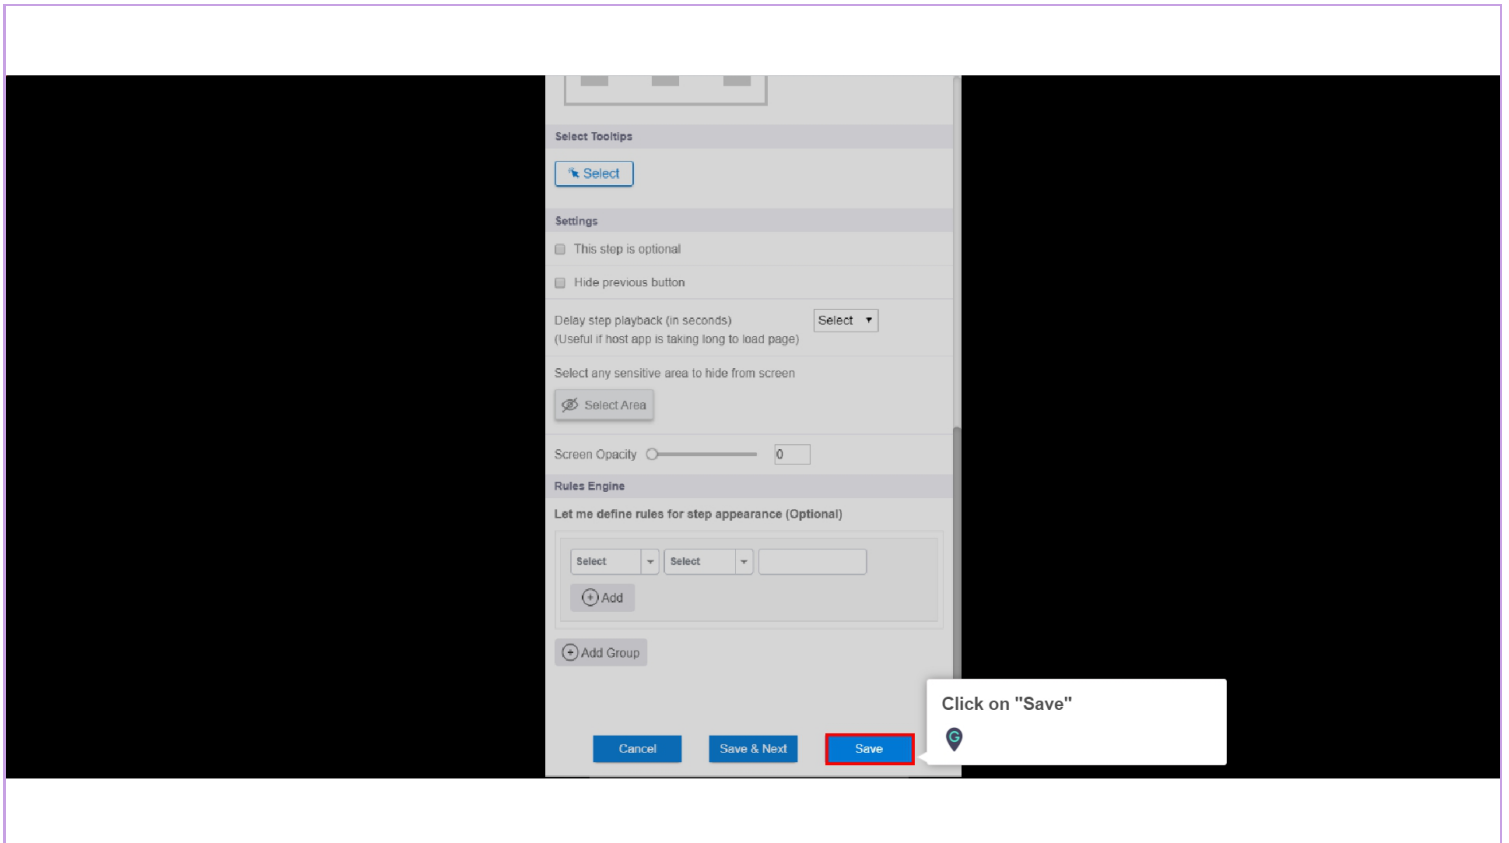 Select Tooltips
Select
Settings
This step is optional
Hide previous button
Delay step playback (in seconds)
Select
(Useful if host app is taking long to load page)
Select any sensitive area to hide from screen
Select Area
Screen Opacity 0
Rules Engine
Let me define rules for step appearance (Optional)
Select Select
Add
Add Group
Click on "Save"
G
Cancel Save & Next Save